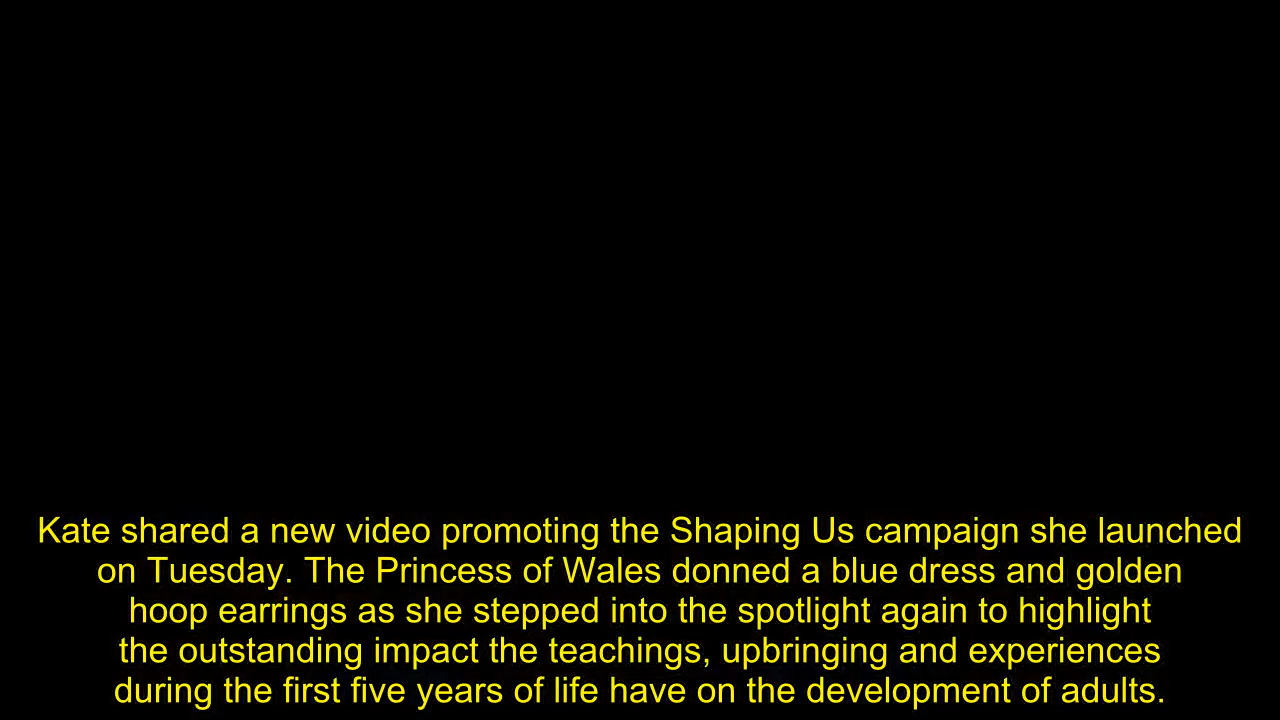 Kate shared a new video promoting the Shaping Us campaign she launched
on Tuesday. The Princess of Wales donned a blue dress and golden
hoop earrings as she stepped into the spotlight again to highlight
the outstanding impact the teachings, upbringing and experiences
during the first five years of life have on the development of adults.